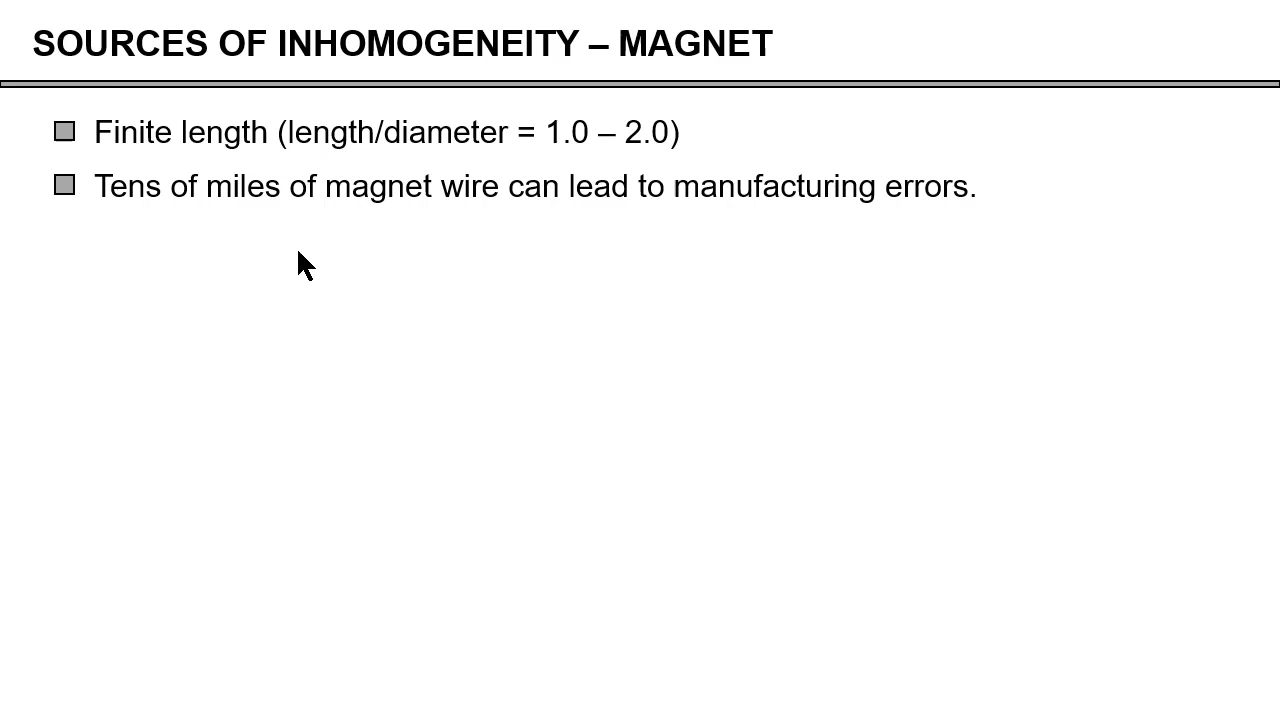 SOURCES OF INHOMOGENEITY – MAGNET
Finite length (length/diameter = 1.0 – 2.0)
Tens of miles of magnet wire can lead to manufacturing errors.